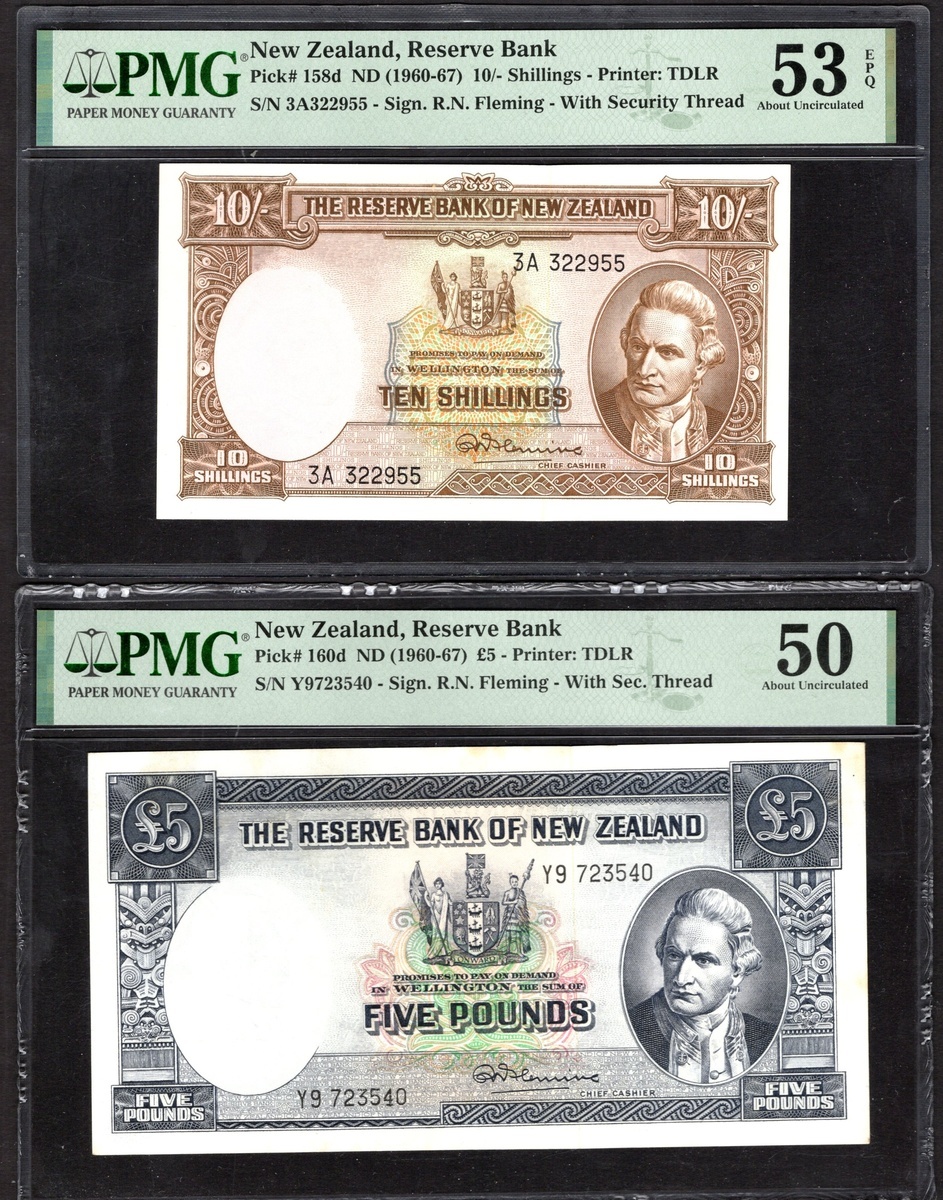 PMG®
PAPER MONEY GUARANTY
New Zealand, Reserve Bank
Pick# 158d ND (1960-67) 10/- Shillings - Printer: TDLR
S/N 3A322955 - Sign. R.N. Fleming - With Security Thread
53 EPQ
About Uncirculated
10/- THE RESERVE BANK OF NEW ZEALAND 10/-
3A 322955
PROMISES TO PAY ON DEMAND
IN WELLINGTON THE SUM OF
TEN SHILLINGS
RNFleming
CHIEF CASHIER
3A 322955
10 SHILLINGS
10 SHILLINGS
PMG
PMG®
PAPER MONEY GUARANTY
New Zealand, Reserve Bank
Pick# 160d ND (1960-67) £5 - Printer: TDLR
S/N Y9723540 - Sign. R.N. Fleming - With Sec. Thread
50
About Uncirculated
£5 £5
THE RESERVE BANK OF NEW ZEALAND
Y9 723540
ONWARD
PROMISES TO PAY ON DEMAND
IN WELLINGTON THE SUM OF
FIVE POUNDS
RNFleming
CHIEF CASHIER
Y9 723540
FIVE POUNDS
FIVE POUNDS